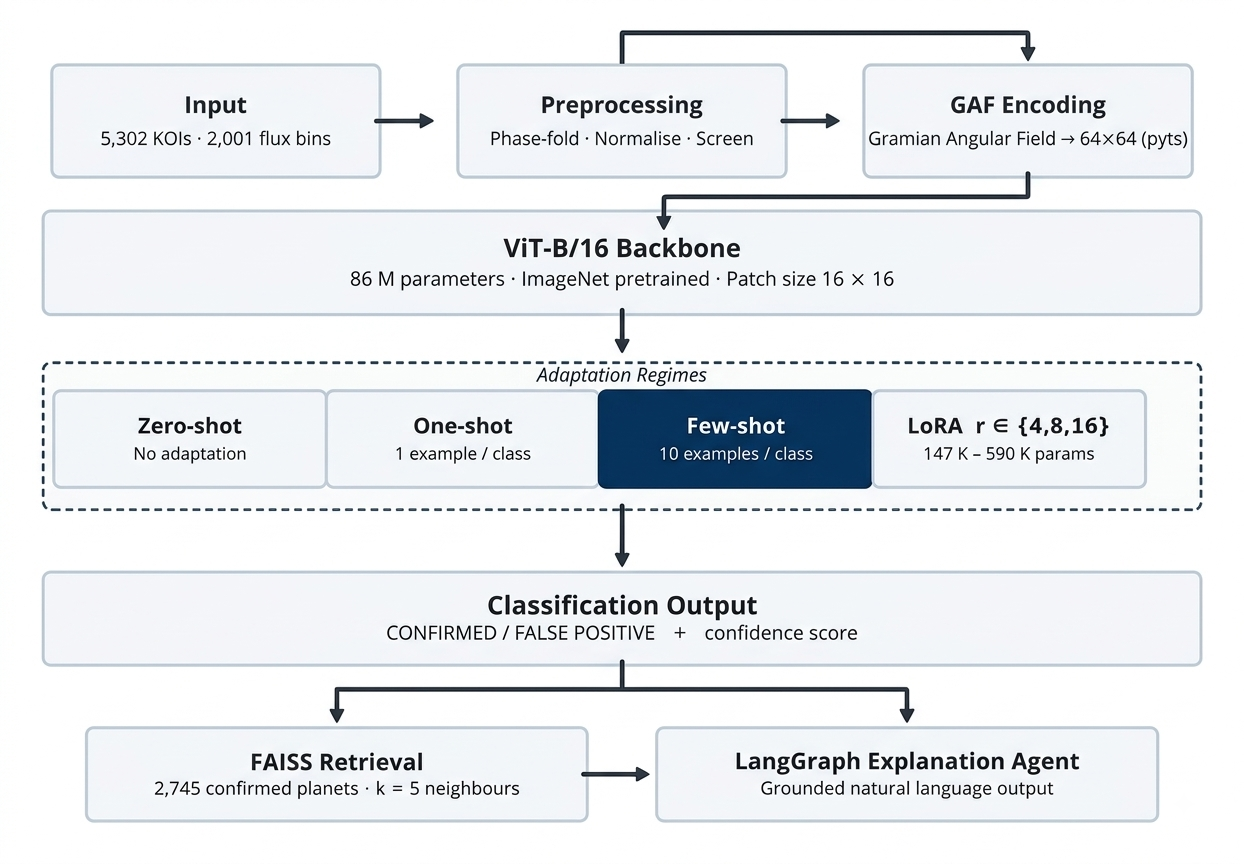 Input
5,302 KOIs · 2,001 flux bins
Preprocessing
Phase-fold · Normalise · Screen
GAF Encoding
Gramian Angular Field → 64×64 (pyts)
ViT-B/16 Backbone
86 M parameters · ImageNet pretrained · Patch size 16 × 16
Adaptation Regimes
Zero-shot
No adaptation
One-shot
1 example / class
Few-shot
10 examples / class
LoRA r ∈ {4,8,16}
147 K – 590 K params
Classification Output
CONFIRMED / FALSE POSITIVE + confidence score
FAISS Retrieval
2,745 confirmed planets · k = 5 neighbours
LangGraph Explanation Agent
Grounded natural language output